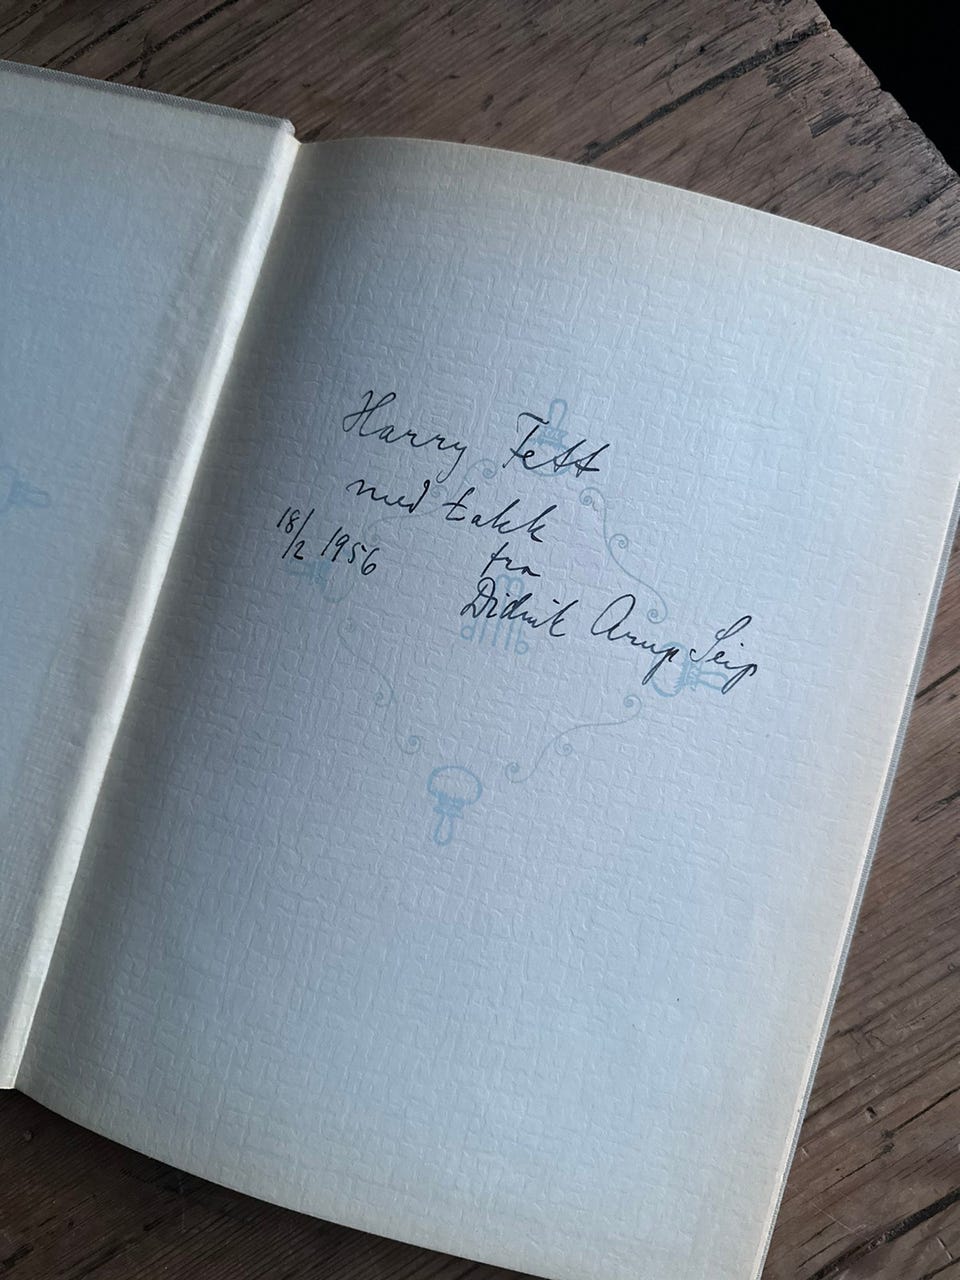 Harry Fett
med takk
18/2 1956
fra
Didrik Arup Seip